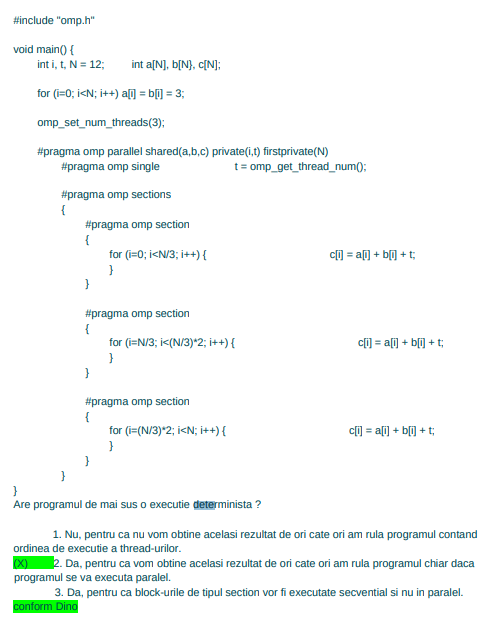 #include "omp.h"
void main() {
int i, t, N = 12; int a[N], b[N}, c[N];
for (i=0; i<N; i++) a[i] = b[i] = 3;
omp_set_num_threads(3);
#pragma omp parallel shared(a,b,c) private(i,t) firstprivate(N)
#pragma omp single t = omp_get_thread_num();
#pragma omp sections
{
#pragma omp section
{
for (i=0; i<N/3; i++) { c[i] = a[i] + b[i] + t;
}
}
#pragma omp section
{
for (i=N/3; i<(N/3)*2; i++) { c[i] = a[i] + b[i] + t;
}
}
#pragma omp section
{
for (i=(N/3)*2; i<N; i++) { c[i] = a[i] + b[i] + t;
}
}
}
}
Are programul de mai sus o executie determinista ?
1. Nu, pentru ca nu vom obtine acelasi rezultat de ori cate ori am rula programul contand
ordinea de executie a thread-urilor.
(X) 2. Da, pentru ca vom obtine acelasi rezultat de ori cate ori am rula programul chiar daca
programul se va executa paralel.
3. Da, pentru ca block-urile de tipul section vor fi executate secvential si nu in paralel.
conform Dino